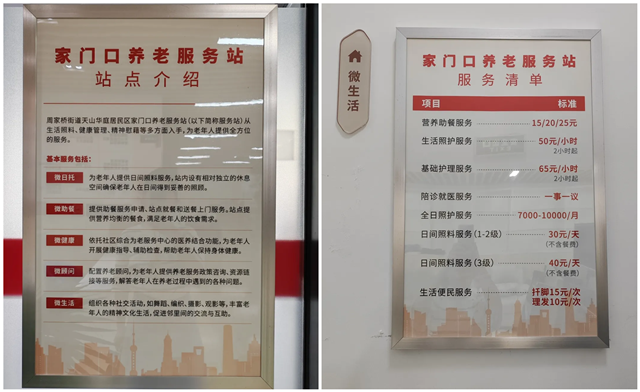 家门口养老服务站
站点介绍
周家桥街道天山华庭居民区家门口养老服务站(以下简称服务站)从
生活照料、健康管理、精神慰藉等多方面入手,为老年人提供全方位
的服务。
基本服务包括:
微日托
为老年人提供日间照料服务,站内设有相对独立的休息
空间确保老年人在日间得到妥善的照顾。
微助餐
提供助餐服务申请、站点就餐和送餐上门服务。站点提
供营养均衡的餐食,满足老年人的饮食需求。
微健康
依托社区综合为老服务中心的医养结合功能,为老年人
开展健康指导、辅助检查,帮助老年人保持身体健康。
微顾问
配置养老顾问,为老年人提供养老服务政策咨询、资源链
接等服务,解答老年人在养老过程中遇到的各种问题。
微生活
组织各种社交活动,如舞蹈、编织、摄影、观影等,丰富老
年人的精神文化生活,促进邻里间的交流与互助。
微生活
家门口养老服务站
服务清单
项目 标准
营养助餐服务 15/20/25元
生活照护服务 50元/小时
2小时起
基础护理服务 65元/小时
2小时起
陪诊就医服务 一事一议
全日照护服务 7000-10000/月
日间照料服务(1-2级) 30元/天
(不含餐费)
日间照料服务(3级) 40元/天
(不含餐费)
生活便民服务 扦脚15元/次
理发10元/次